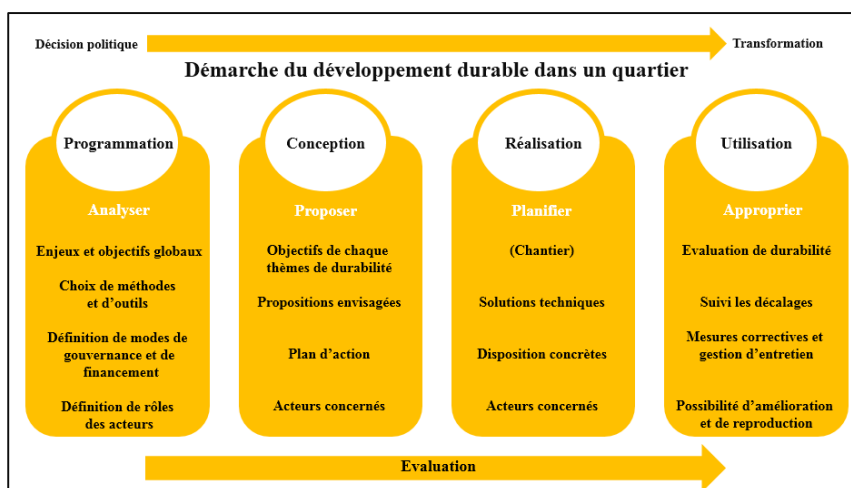 Décision politique
Transformation
Démarche du développement durable dans un quartier
Programmation
Analyser
Enjeux et objectifs globaux
Choix de méthodes
et d'outils
Définition de modes de
gouvernance et de
financement
Définition de rôles
des acteurs
Conception
Proposer
Objectifs de chaque
thèmes de durabilité
Propositions envisagées
Plan d'action
Acteurs concernés
Réalisation
Planifier
(Chantier)
Solutions techniques
Disposition concrètes
Acteurs concernés
Utilisation
Approprier
Evaluation de durabilité
Suivi les décalages
Mesures correctives et
gestion d'entretien
Possibilité d'amélioration
et de reproduction
Evaluation